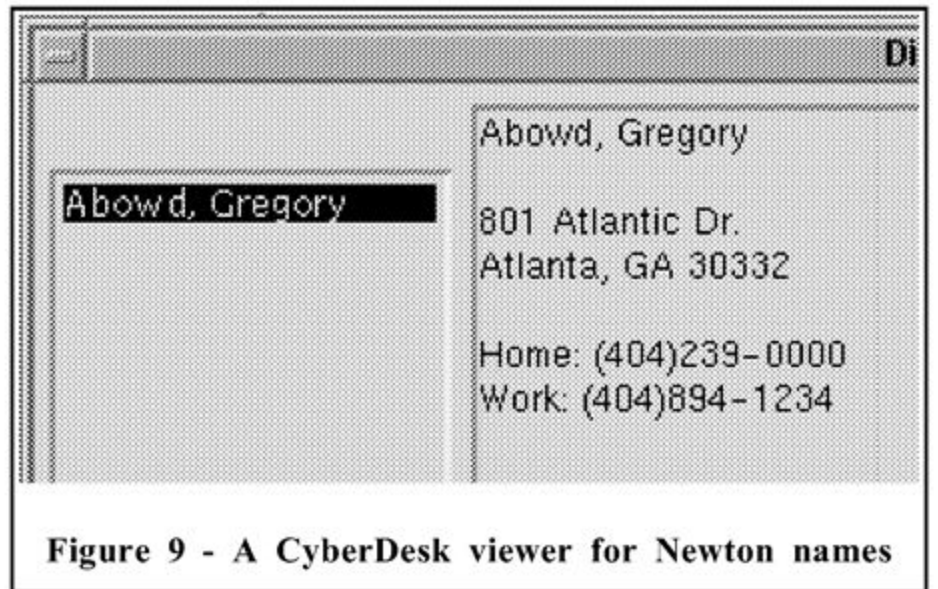 Di
Abowd, Gregory
Abowd, Gregory
801 Atlantic Dr.
Atlanta, GA 30332
Home: (404)239-0000
Work: (404)894-1234
Figure 9 - A CyberDesk viewer for Newton names